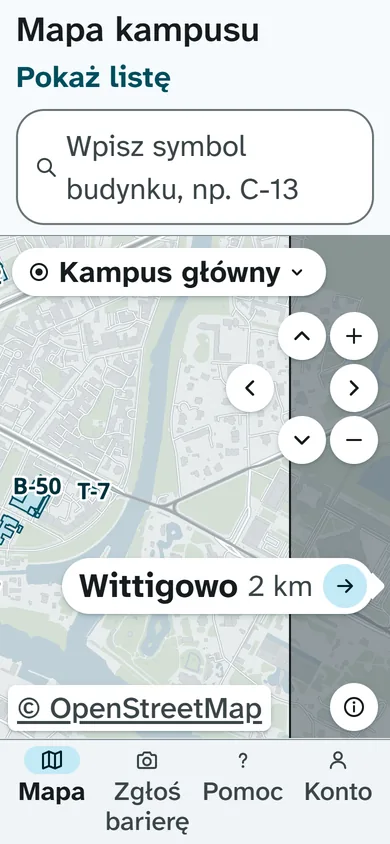 Mapa kampusu
Pokaż listę
Wpisz symbol
budynku, np. C-13
Kampus główny
B-50 T-7
Wittigowo 2 km
© OpenStreetMap
Mapa Zgłoś barierę Pomoc Konto